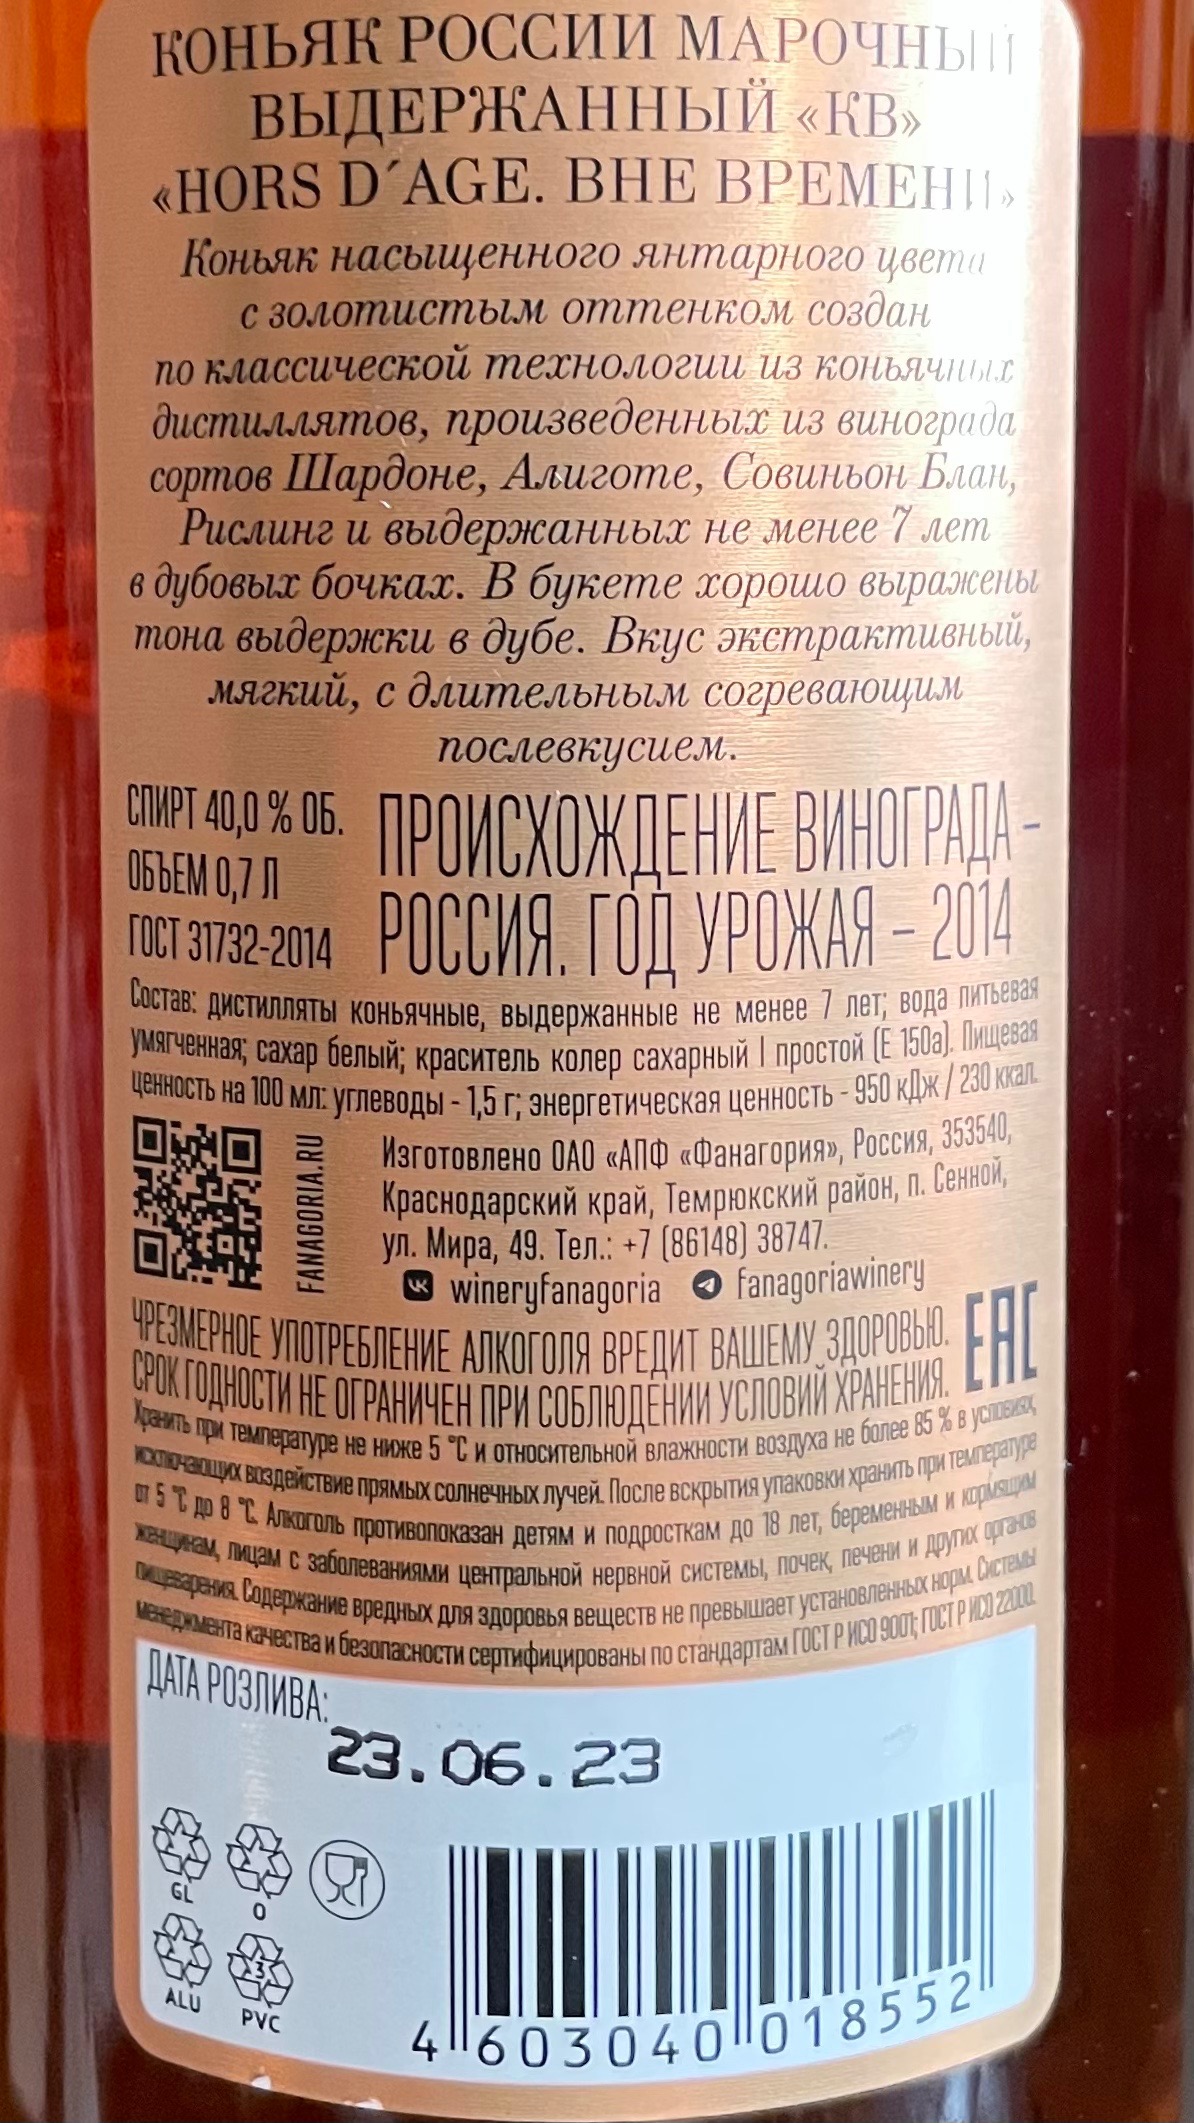 КОНЬЯК РОССИИ МАРОЧНЫЙ
ВЫДЕРЖАННЫЙ «КВ»
«HORS D´AGE. ВНЕ ВРЕМЕНИ»
Коньяк насыщенного янтарного цвета
с золотистым оттенком создан
по классической технологии из коньячных
дистиллятов, произведенных из винограда
сортов Шардоне, Алиготе, Совиньон Блан,
Рислинг и выдержанных не менее 7 лет
в дубовых бочках. В букете хорошо выражены
тона выдержки в дубе. Вкус экстрактивный,
мягкий, с длительным согревающим
послевкусием.
СПИРТ 40,0 % ОБ.
ОБЪЕМ 0,7 Л
ГОСТ 31732-2014
ПРОИСХОЖДЕНИЕ ВИНОГРАДА –
РОССИЯ. ГОД УРОЖАЯ – 2014
Состав: дистилляты коньячные, выдержанные не менее 7 лет; вода питьевая
умягченная; сахар белый; краситель колер сахарный I простой (Е 150а). Пищевая
ценность на 100 мл: углеводы - 1,5 г; энергетическая ценность - 950 кДж / 230 ккал.
FANAGORIA.RU
Изготовлено ОАО «АПФ «Фанагория», Россия, 353540,
Краснодарский край, Темрюкский район, п. Сенной,
ул. Мира, 49. Тел.: +7 (86148) 38747.
wineryfanagoria fanagoriawinery
ЧРЕЗМЕРНОЕ УПОТРЕБЛЕНИЕ АЛКОГОЛЯ ВРЕДИТ ВАШЕМУ ЗДОРОВЬЮ.
СРОК ГОДНОСТИ НЕ ОГРАНИЧЕН ПРИ СОБЛЮДЕНИИ УСЛОВИЙ ХРАНЕНИЯ.
EAC
Хранить при температуре не ниже 5 °С и относительной влажности воздуха не более 85 % в условиях,
исключающих воздействие прямых солнечных лучей. После вскрытия упаковки хранить при температуре
от 5 °С до 8 °С. Алкоголь противопоказан детям и подросткам до 18 лет, беременным и кормящим
женщинам, лицам с заболеваниями центральной нервной системы, почек, печени и других органов
пищеварения. Содержание вредных для здоровья веществ не превышает установленных норм. Системы
менеджмента качества и безопасности сертифицированы по стандартам ГОСТ Р ИСО 9001; ГОСТ Р ИСО 22000.
ДАТА РОЗЛИВА:
23.06.23
GL
0
ALU
3
PVC
4 603040 018552